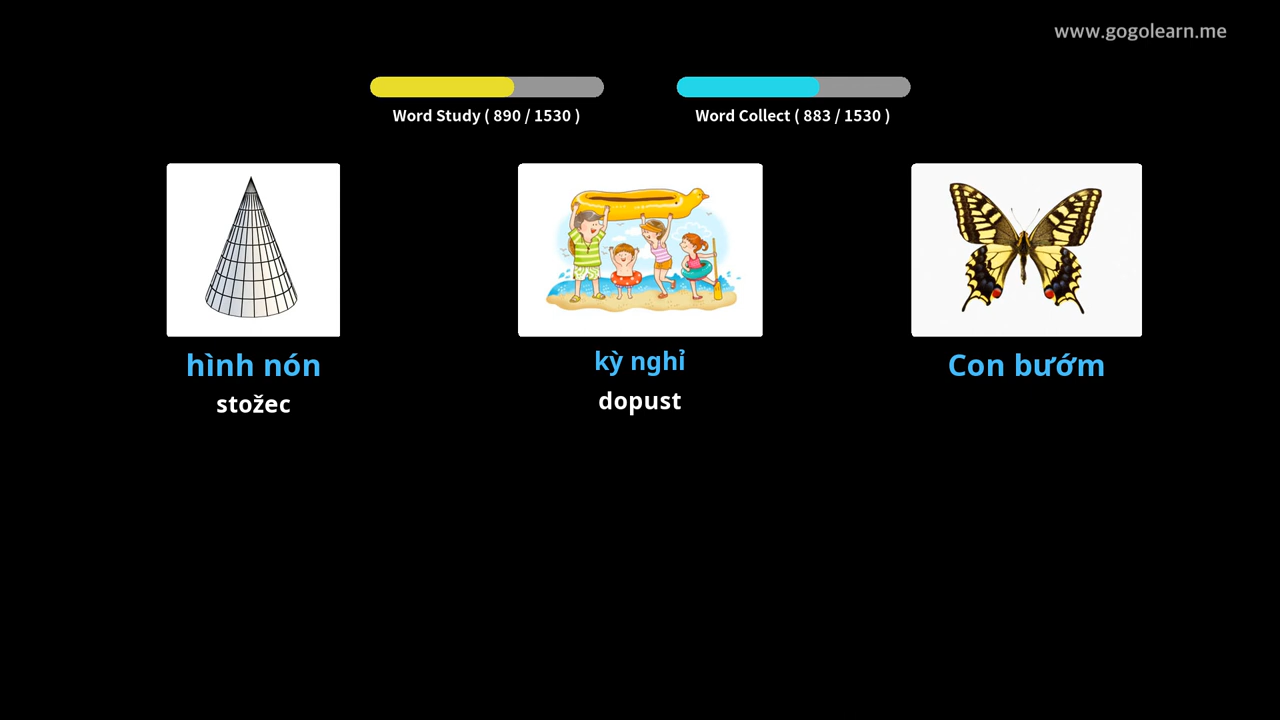 www.gogolearn.me
Word Study ( 890 / 1530 )
Word Collect ( 883 / 1530 )
hình nón
stožec
kỳ nghỉ
dopust
Con bướm